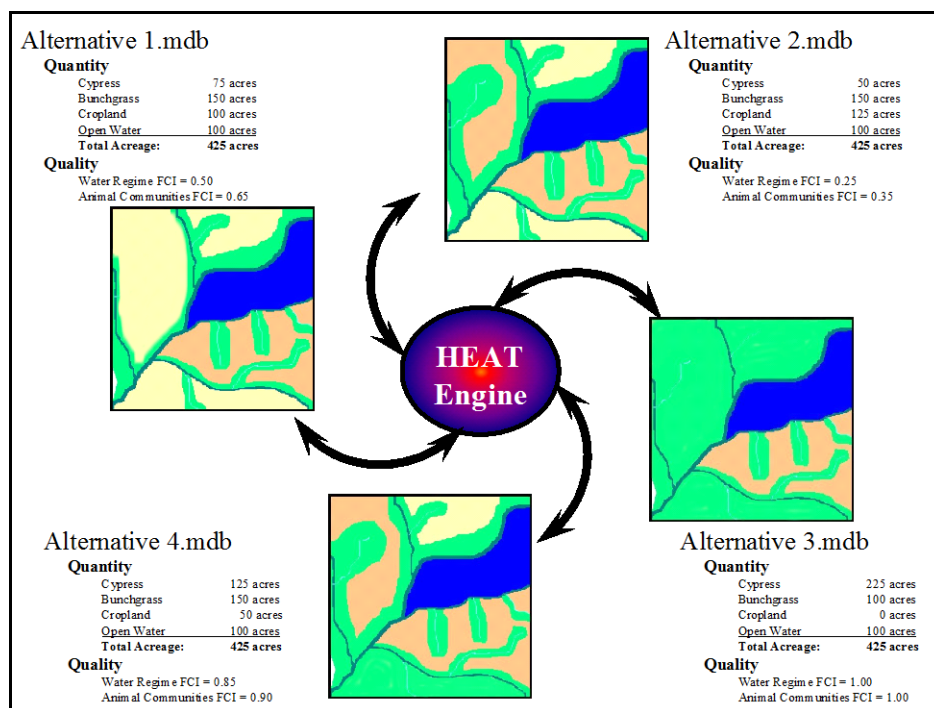 Alternative 1.mdb
Quantity
Cypress 75 acres
Bunchgrass 150 acres
Cropland 100 acres
Open Water 100 acres
Total Acreage: 425 acres
Quality
Water Regime FCI = 0.50
Animal Communities FCI = 0.65
Alternative 2.mdb
Quantity
Cypress 50 acres
Bunchgrass 150 acres
Cropland 125 acres
Open Water 100 acres
Total Acreage: 425 acres
Quality
Water Regime FCI = 0.25
Animal Communities FCI = 0.35
HEAT
Engine
Alternative 4.mdb
Quantity
Cypress 125 acres
Bunchgrass 150 acres
Cropland 50 acres
Open Water 100 acres
Total Acreage: 425 acres
Quality
Water Regime FCI = 0.85
Animal Communities FCI = 0.90
Alternative 3.mdb
Quantity
Cypress 225 acres
Bunchgrass 100 acres
Cropland 0 acres
Open Water 100 acres
Total Acreage: 425 acres
Quality
Water Regime FCI = 1.00
Animal Communities FCI = 1.00